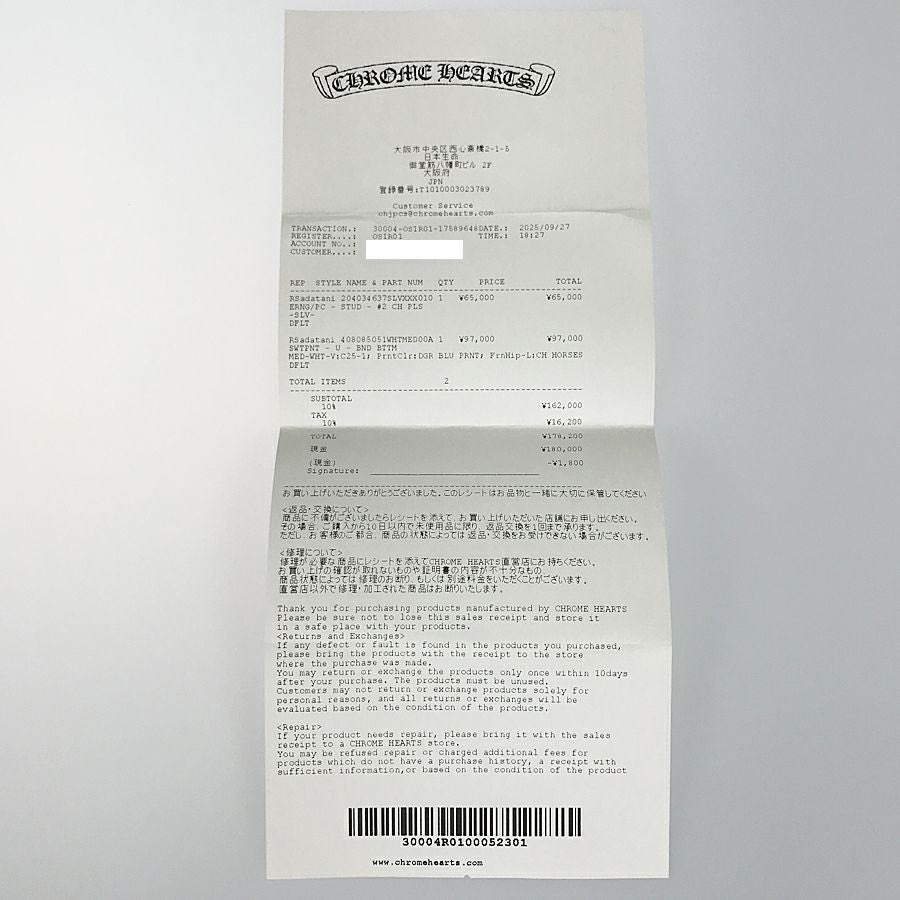 CHROME HEARTS
大阪市中央区西心斎橋2-1-5
日本生命
御堂筋八幡町ビル 2F
大阪府
JPN
登録番号:T1010003023789
Customer Service
chjpcs@chromehearts.com
TRANSACTION.: 30004-OS1R01-17589648DATE.: 2025/09/27
REGISTER....: OS1R01 TIME.: 18:27
ACCOUNT NO..:
CUSTOMER....:
REP STYLE NAME & PART NUM QTY PRICE TOTAL
RSadatani 204034637SLVXXX010 1 ¥65,000 ¥65,000
ERNG/PC - STUD - #2 CH PLS
-SLV-
DFLT
RSadatani 408085051WHTMED00A 1 ¥97,000 ¥97,000
SWTPNT - U - BND BTTM
MED-WHT-V:C25-1; PrntClr:DGR BLU PRNT; FrnHip-L:CH HORSES
DFLT
TOTAL ITEMS 2
SUBTOTAL
10% ¥162,000
TAX
10% ¥16,200
TOTAL ¥178,200
現金 ¥180,000
(現金) -¥1,800
Signature:
お買い上げいただきありがとうございました。このレシートはお品物と一緒に大切に保管してください
<返品・交換について>
商品に不備がございましたらレシートを添えて、お買い上げいただいた店舗にお申し出ください。
その場合、ご購入から10日以内で未使用品に限り、返品交換を1回まで承ります。
ただし、お客様のご都合、商品の状態によっては返品・交換をお受けできない場合がございます。
<修理について>
修理が必要な商品にレシートを添えてCHROME HEARTS直営店にお持ちください。
お買い上げの確認が取れないものや証明書の内容が不十分なもの、
商品状態によっては修理のお断り、もしくは別途料金をいただくことがございます。
直営店以外で修理・加工された商品はお断りいたします。
Thank you for purchasing products manufactured by CHROME HEARTS
Please be sure not to lose this sales receipt and store it
in a safe place with your products.
<Returns and Exchanges>
If any defect or fault is found in the products you purchased,
please bring the products with the receipt to the store
where the purchase was made.
You may return or exchange the products only once within 10days
after your purchase. The products must be unused.
Customers may not return or exchange products solely for
personal reasons, and all returns or exchanges will be
evaluated based on the condition of the products.
<Repair>
If your product needs repair, please bring it with the sales
receipt to a CHROME HEARTS store.
You may be refused repair or charged additional fees for
products which do not have a purchase history, a receipt with
sufficient information,or based on the condition of the product
30004R0100052301
www.chromehearts.com